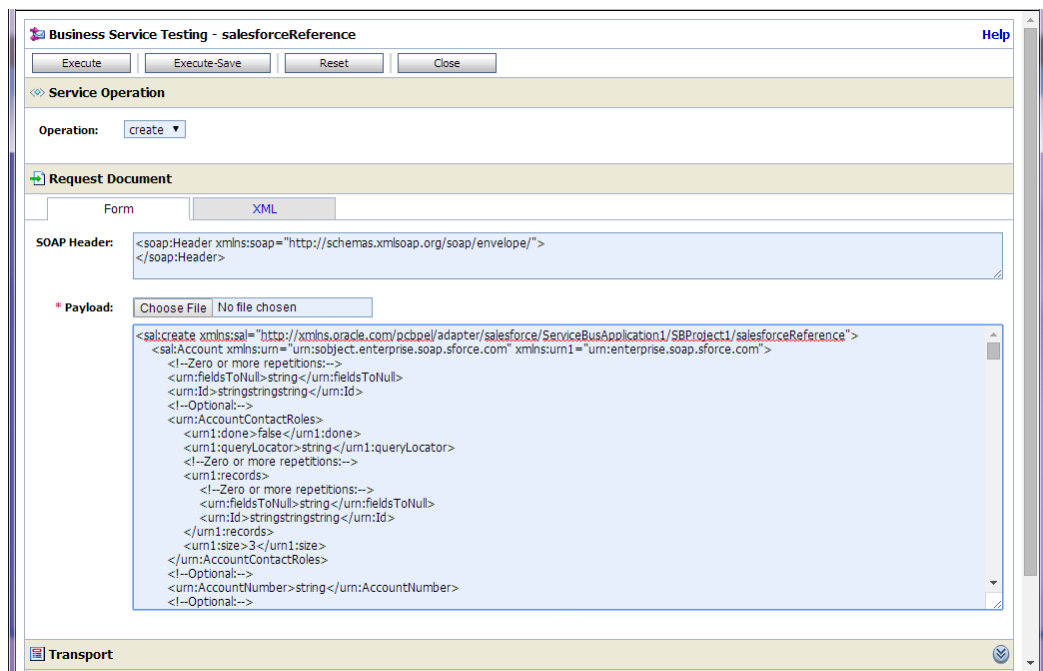 Business Service Testing - salesforceReference
Help
Execute
Execute-Save
Reset
Close
Service Operation
Operation: create
Request Document
Form
XML
SOAP Header:
<soap:Header xmlns:soap="http://schemas.xmlsoap.org/soap/envelope/">
</soap:Header>
* Payload: Choose File No file chosen
<sal:create xmlns:sal="http://xmlns.oracle.com/pcbpel/adapter/salesforce/ServiceBusApplication1/SBProject1/salesforceReference">
<sal:Account xmlns:urn="urn:sobject.enterprise.soap.sforce.com" xmlns:urn1="urn:enterprise.soap.sforce.com">
<!--Zero or more repetitions:-->
<urn:fieldsToNull>string</urn:fieldsToNull>
<urn:Id>stringstringstring</urn:Id>
<!--Optional:-->
<urn:AccountContactRoles>
<urn1:done>false</urn1:done>
<urn1:queryLocator>string</urn1:queryLocator>
<!--Zero or more repetitions:-->
<urn1:records>
<!--Zero or more repetitions:-->
<urn:fieldsToNull>string</urn:fieldsToNull>
<urn:Id>stringstringstring</urn:Id>
</urn1:records>
<urn1:size>3</urn1:size>
</urn:AccountContactRoles>
<!--Optional:-->
<urn:AccountNumber>string</urn:AccountNumber>
<!--Optional:-->
Transport